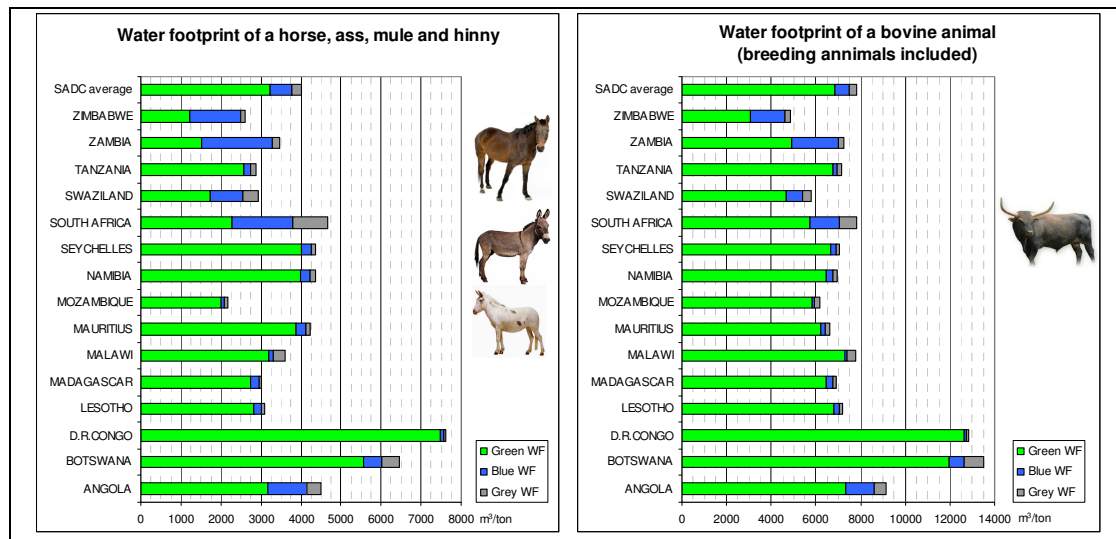 Water footprint of a horse, ass, mule and hinny
SADC average
ZIMBABWE
ZAMBIA
TANZANIA
SWAZILAND
SOUTH AFRICA
SEYCHELLES
NAMIBIA
MOZAMBIQUE
MAURITIUS
MALAWI
MADAGASCAR
LESOTHO
D.R.CONGO
BOTSWANA
ANGOLA
Green WF
Blue WF
Grey WF
0 1000 2000 3000 4000 5000 6000 7000 8000 m³/ton
Water footprint of a bovine animal
(breeding annimals included)
SADC average
ZIMBABWE
ZAMBIA
TANZANIA
SWAZILAND
SOUTH AFRICA
SEYCHELLES
NAMIBIA
MOZAMBIQUE
MAURITIUS
MALAWI
MADAGASCAR
LESOTHO
D.R.CONGO
BOTSWANA
ANGOLA
Green WF
Blue WF
Grey WF
0 2000 4000 6000 8000 10000 12000 14000 m³/ton